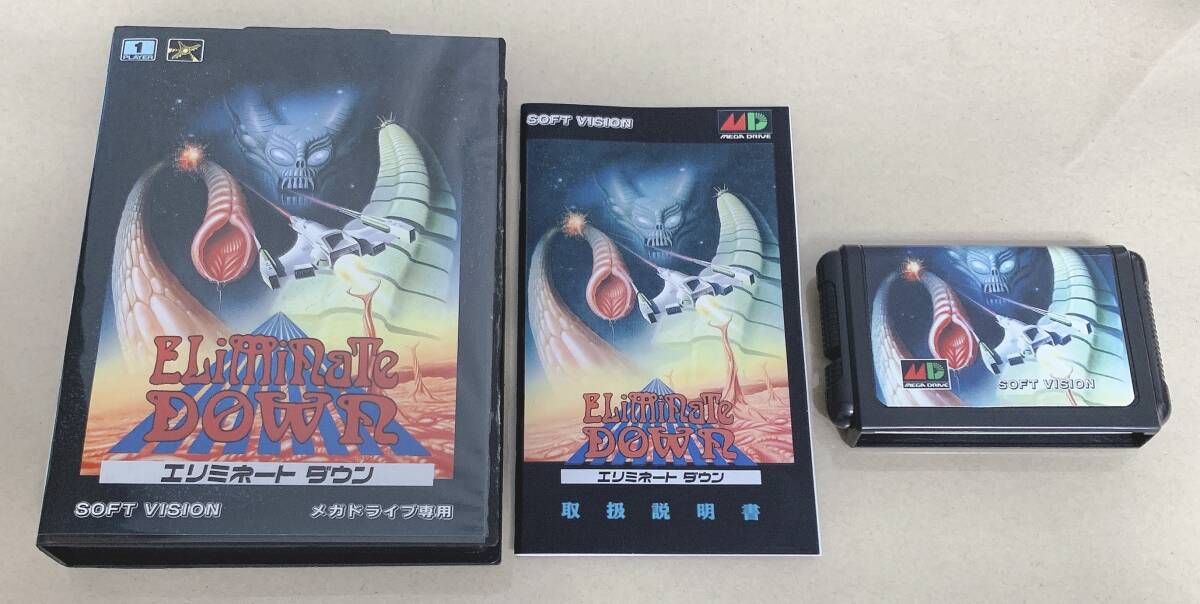 1
PLAYER
ELimiNaTe
DOWN
エリミネート ダウン
SOFT VISION
メガドライブ専用
SOFT VISION
MD
MEGA DRIVE
ELimiNaTe
DOWN
エリミネート ダウン
取扱説明書
MD
MEGA DRIVE
SOFT VISION